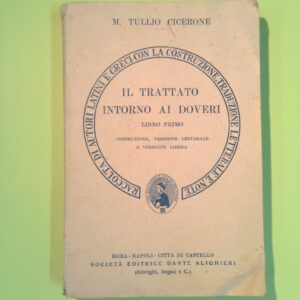 M. TULLIO CICERONE
RACCOLTA DI AUTORI LATINI E GRECI CON LA COSTRUZIONE, TRADUZIONE LETTERALE E NOTE
IL TRATTATO
INTORNO AI DOVERI
LIBRO PRIMO
COSTRUZIONE, VERSIONE LETTERALE
E VERSIONE LIBERA
ROMA - NAPOLI - CITTÀ DI CASTELLO
SOCIETÀ EDITRICE DANTE ALIGHIERI
(Albrighi, Segati e C.)